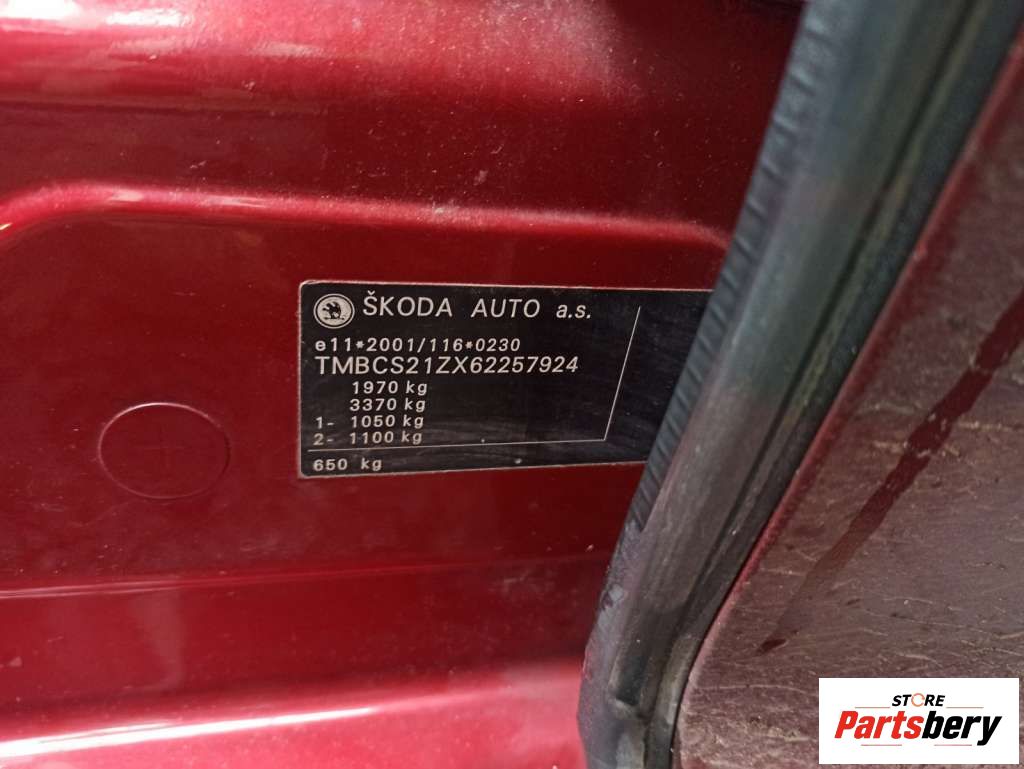 ŠKODA AUTO a.s.
e11*2001/116*0230
TMBCS21ZX62257924
1970 kg
3370 kg
1- 1050 kg
2- 1100 kg
650 kg
STORE
Partsbery